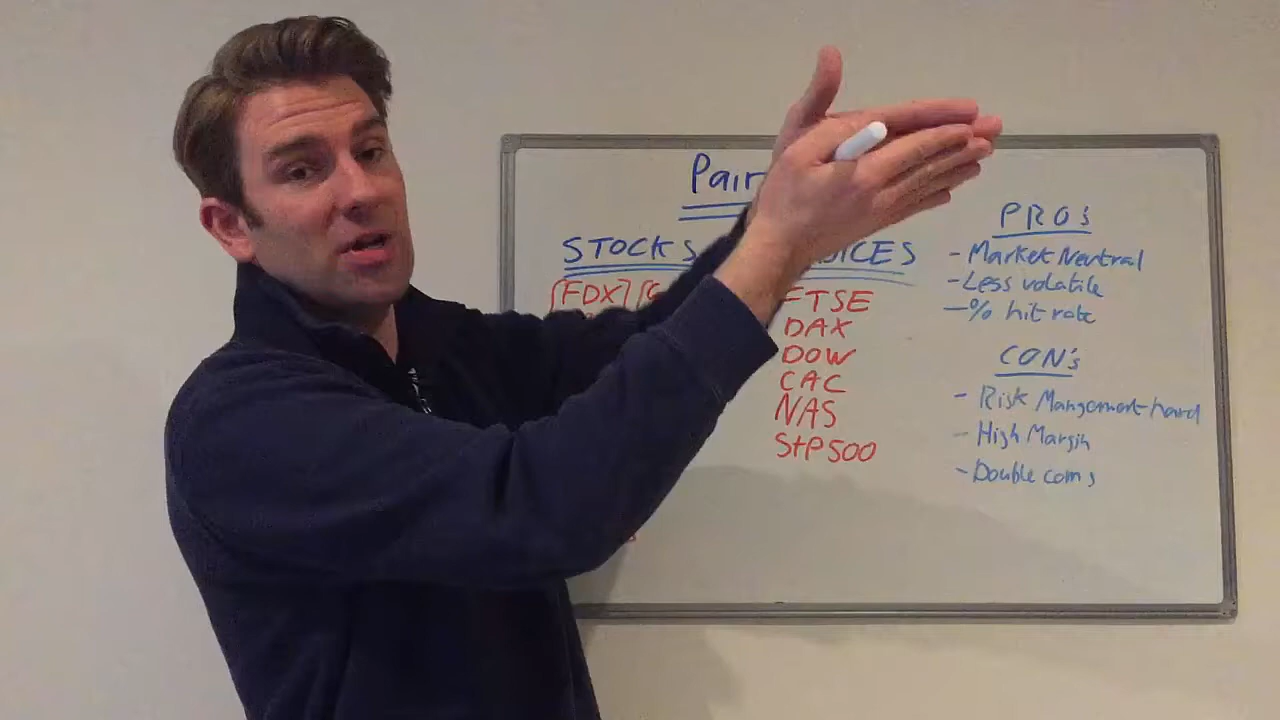 Pair
STOCKS
[FDX]
DICES
FTSE
DAX
DOW
CAC
NAS
S+P500
PROS
- Market Neutral
- Less volatile
- % hit rate
CON's
- Risk Mangement hard
- High Margin
- Double coms